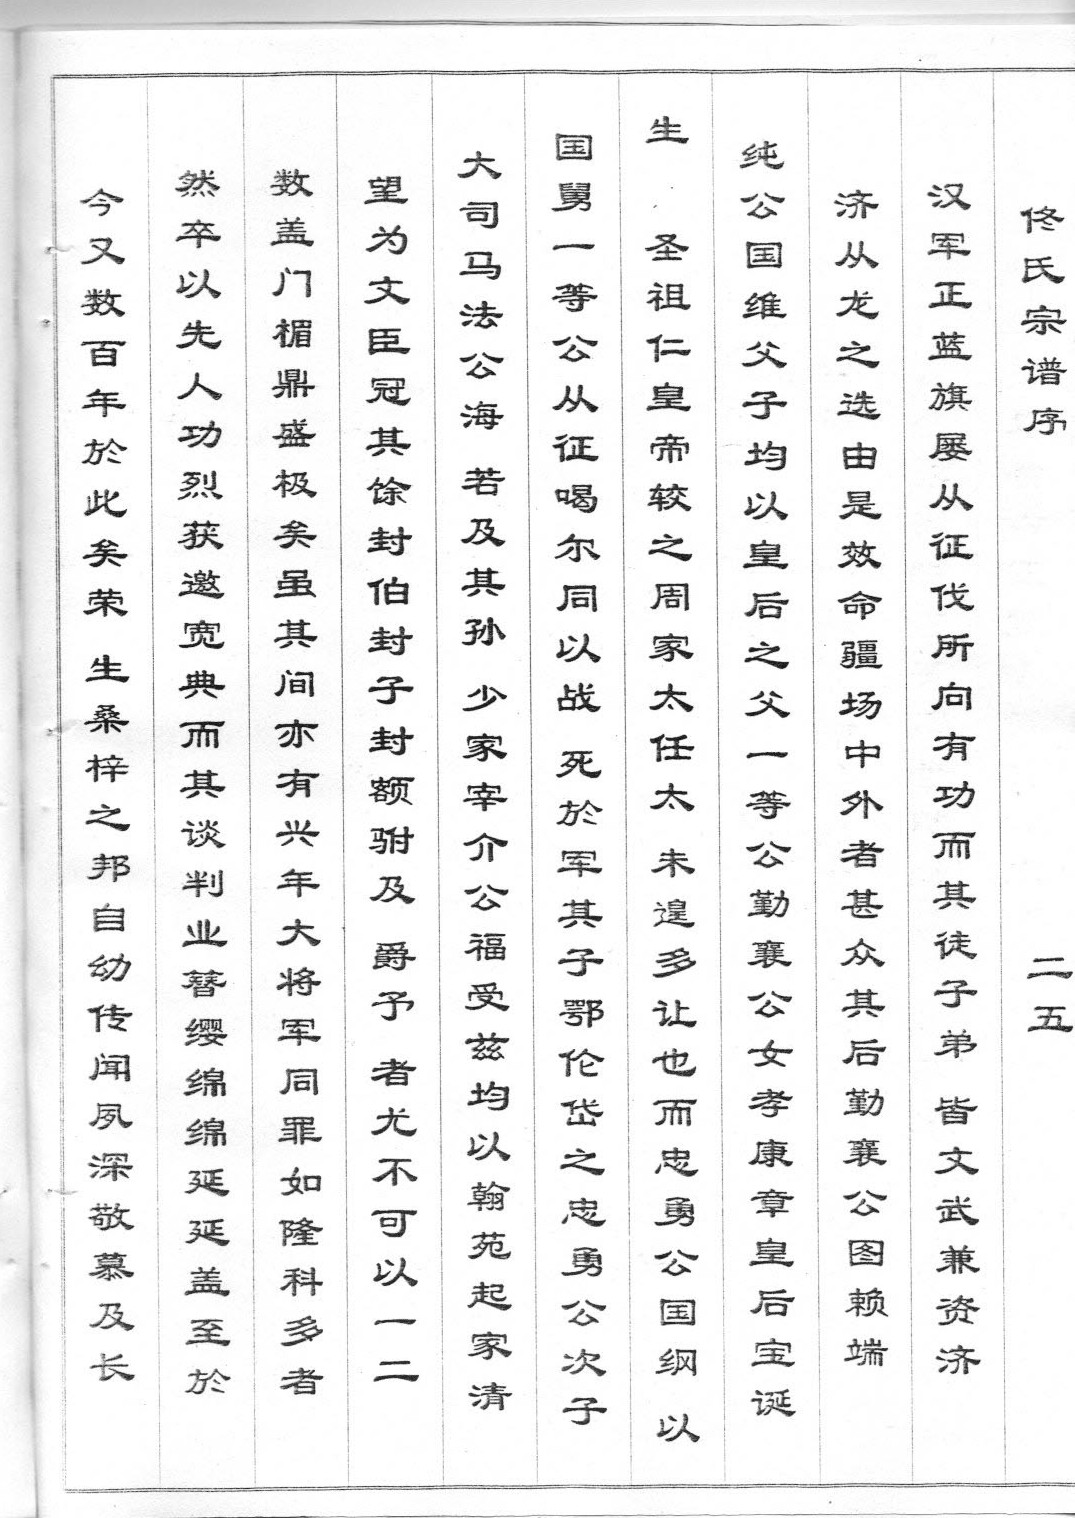 佟氏宗谱序 二五
汉军正蓝旗屡从征伐所向有功而其徒子弟 皆文武兼资济
济从龙之选由是效命疆场中外者甚众其后勤襄公图赖端
纯公国维父子均以皇后之父一等公勤襄公女孝康章皇后宝诞
生 圣祖仁皇帝较之周家太任太 未遑多让也而忠勇公国纲 以
国舅一等公从征喝尔同以战 死於军其子鄂伦岱之忠勇公次子
大司马法公海 若及其孙 少家宰介公福受兹均以翰苑起家清
望为文臣冠其馀封伯封子封额驸及 爵予 者尤不可以一二
数盖门楣鼎盛极矣虽其间亦有兴年大将军同罪如隆科多者
然卒以先人功烈获邀宽典而其谈判业簪缨绵绵延延盖至於
今又数百年於此矣荣 生桑梓之邦自幼传闻夙深敬慕及长